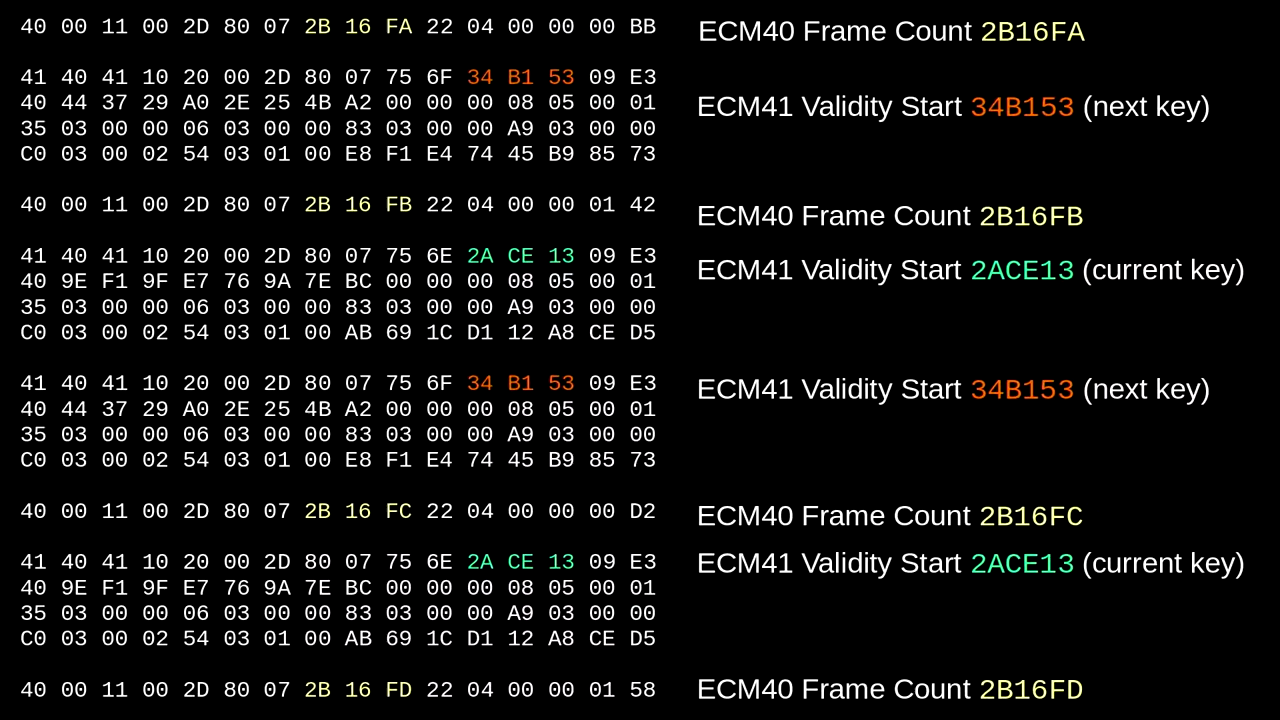 40 00 11 00 2D 80 07 2B 16 FA 22 04 00 00 00 BB
ECM40 Frame Count 2B16FA
41 40 41 10 20 00 2D 80 07 75 6F 34 B1 53 09 E3
40 44 37 29 A0 2E 25 4B A2 00 00 00 08 05 00 01
ECM41 Validity Start 34B153 (next key)
35 03 00 00 06 03 00 00 83 03 00 00 A9 03 00 00
C0 03 00 02 54 03 01 00 E8 F1 E4 74 45 B9 85 73
40 00 11 00 2D 80 07 2B 16 FB 22 04 00 00 01 42
ECM40 Frame Count 2B16FB
41 40 41 10 20 00 2D 80 07 75 6E 2A CE 13 09 E3
ECM41 Validity Start 2ACE13 (current key)
40 9E F1 9F E7 76 9A 7E BC 00 00 00 08 05 00 01
35 03 00 00 06 03 00 00 83 03 00 00 A9 03 00 00
C0 03 00 02 54 03 01 00 AB 69 1C D1 12 A8 CE D5
41 40 41 10 20 00 2D 80 07 75 6F 34 B1 53 09 E3
ECM41 Validity Start 34B153 (next key)
40 44 37 29 A0 2E 25 4B A2 00 00 00 08 05 00 01
35 03 00 00 06 03 00 00 83 03 00 00 A9 03 00 00
C0 03 00 02 54 03 01 00 E8 F1 E4 74 45 B9 85 73
40 00 11 00 2D 80 07 2B 16 FC 22 04 00 00 00 D2
ECM40 Frame Count 2B16FC
41 40 41 10 20 00 2D 80 07 75 6E 2A CE 13 09 E3
ECM41 Validity Start 2ACE13 (current key)
40 9E F1 9F E7 76 9A 7E BC 00 00 00 08 05 00 01
35 03 00 00 06 03 00 00 83 03 00 00 A9 03 00 00
C0 03 00 02 54 03 01 00 AB 69 1C D1 12 A8 CE D5
40 00 11 00 2D 80 07 2B 16 FD 22 04 00 00 01 58
ECM40 Frame Count 2B16FD